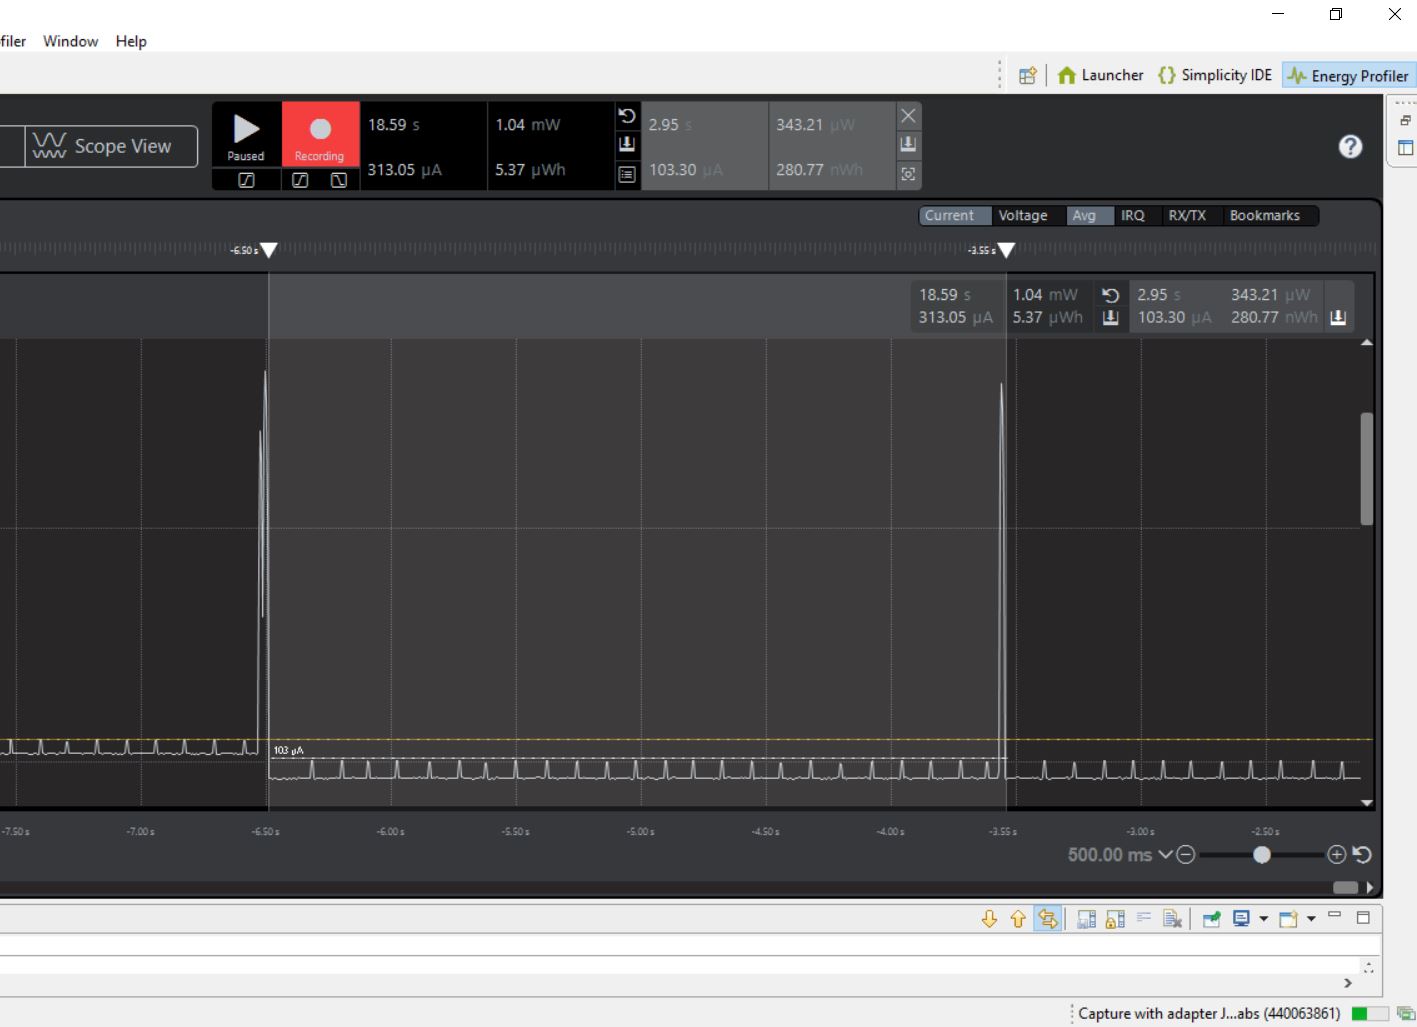 filer Window Help
Launcher {} Simplicity IDE Energy Profiler
Scope View
Paused
Recording
18.59 s
313.05 µA
1.04 mW
5.37 µWh
2.95 s
103.30 µA
343.21 µW
280.77 nWh
?
Current Voltage Avg IRQ RX/TX Bookmarks
-6.50 s -3.55 s
18.59 s 1.04 mW 2.95 s 343.21 µW
313.05 µA 5.37 µWh 103.30 µA 280.77 nWh
103 µA
-7.50 s -7.00 s -6.50 s -6.00 s -5.50 s -5.00 s -4.50 s -4.00 s -3.55 s -3.00 s -2.50 s
500.00 ms
Capture with adapter J...abs (440063861)